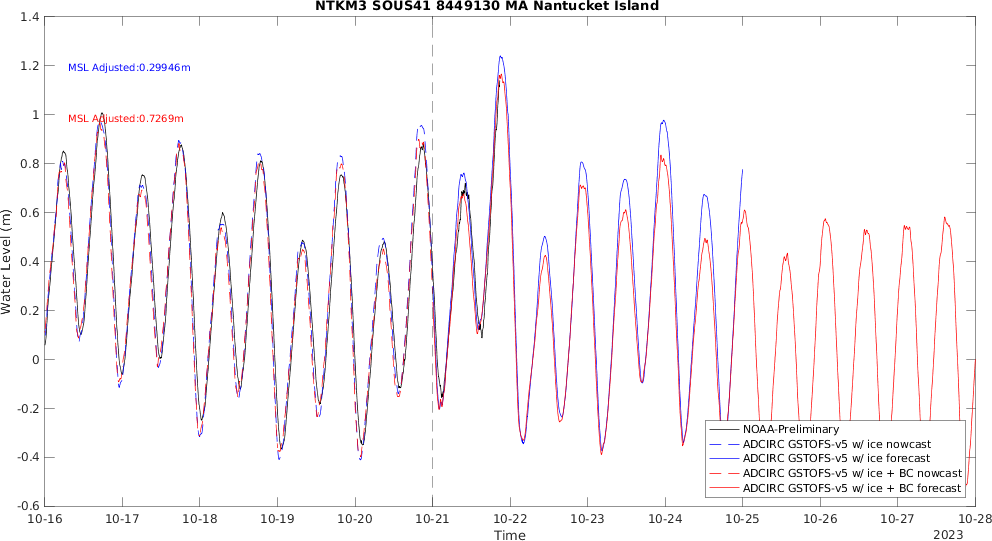 NTKM3 SOUS41 8449130 MA Nantucket Island
1.4
1.2
1
0.8
0.6
0.4
0.2
0
-0.2
-0.4
-0.6
Water Level (m)
MSL Adjusted:0.29946m
MSL Adjusted:0.7269m
NOAA-Preliminary
ADCIRC GSTOFS-v5 w/ ice nowcast
ADCIRC GSTOFS-v5 w/ ice forecast
ADCIRC GSTOFS-v5 w/ ice + BC nowcast
ADCIRC GSTOFS-v5 w/ ice + BC forecast
10-16 10-17 10-18 10-19 10-20 10-21 10-22 10-23 10-24 10-25 10-26 10-27 10-28
Time
2023